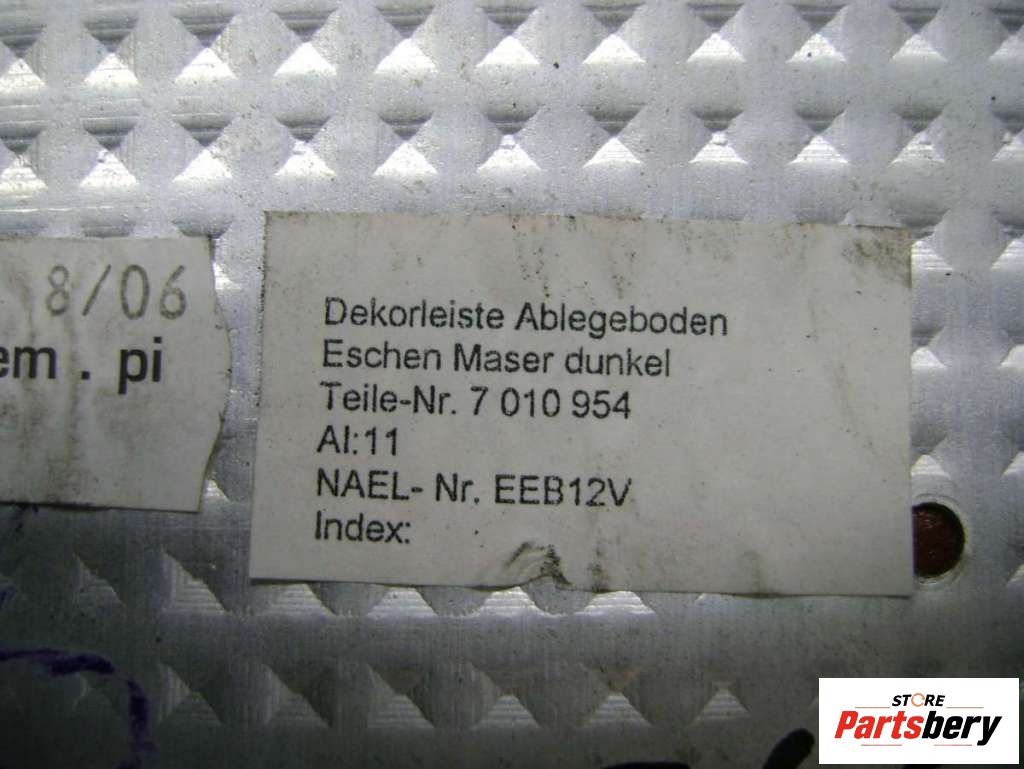 8/06
em . pi
Dekorleiste Ablegeboden
Eschen Maser dunkel
Teile-Nr. 7 010 954
AI:11
NAEL- Nr. EEB12V
Index:
STORE
Partsbery